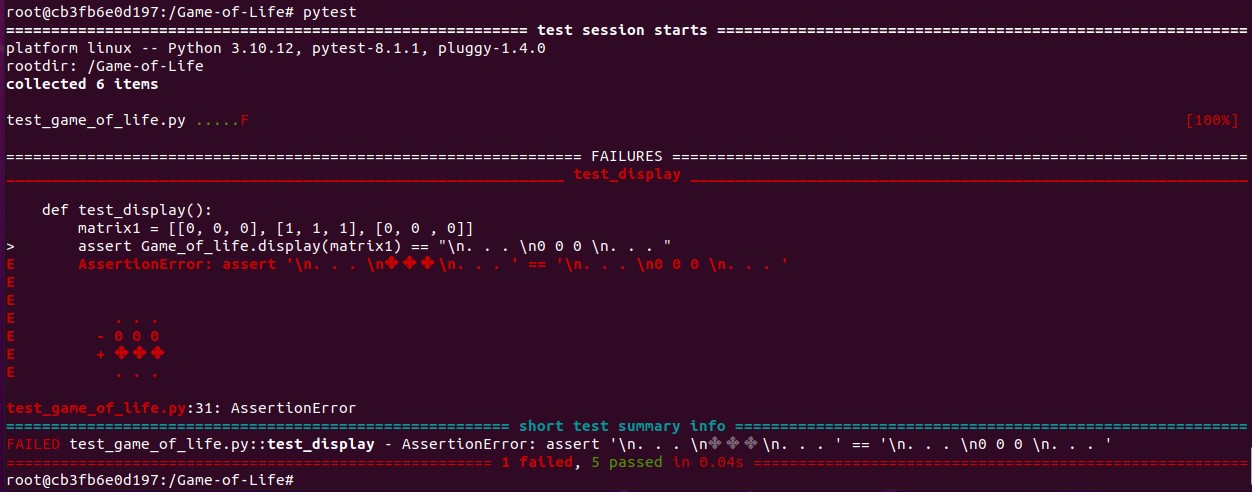 root@cb3fb6e0d197:/Game-of-Life# pytest
============================================================ test session starts ============================================================
platform linux -- Python 3.10.12, pytest-8.1.1, pluggy-1.4.0
rootdir: /Game-of-Life
collected 6 items
test_game_of_life.py .....F [100%]
================================================================= FAILURES =================================================================
________________________________________________________________ test_display ________________________________________________________________
def test_display():
matrix1 = [[0, 0, 0], [1, 1, 1], [0, 0 , 0]]
> assert Game_of_life.display(matrix1) == "\n. . . \n0 0 0 \n. . . "
E AssertionError: assert '\n. . . \n✤ ✤ ✤ \n. . . ' == '\n. . . \n0 0 0 \n. . . '
E
E
E . . .
E - 0 0 0
E + ✤ ✤ ✤
E . . .
test_game_of_life.py:31: AssertionError
========================================================== short test summary info ==========================================================
FAILED test_game_of_life.py::test_display - AssertionError: assert '\n. . . \n✤ ✤ ✤ \n. . . ' == '\n. . . \n0 0 0 \n. . . '
======================================================== 1 failed, 5 passed in 0.04s ========================================================
root@cb3fb6e0d197:/Game-of-Life#